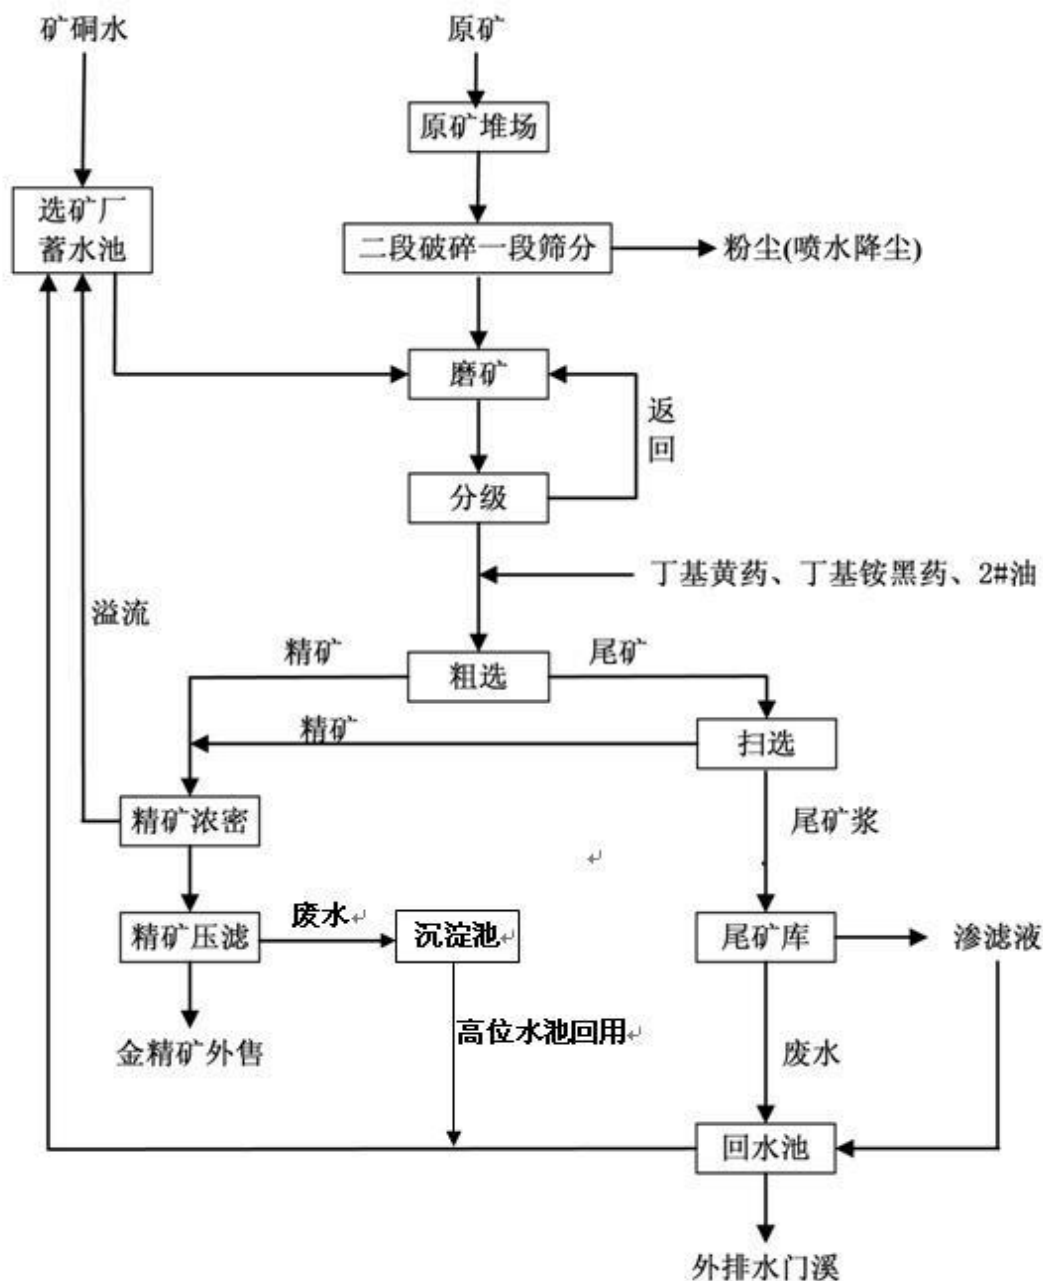 矿硐水
原矿
原矿堆场
选矿厂
蓄水池
二段破碎一段筛分
粉尘(喷水降尘)
磨矿
返
回
分级
丁基黄药、丁基铵黑药、2#油
溢流
精矿
粗选
尾矿
精矿
扫选
精矿浓密
尾矿浆
精矿压滤
废水
沉淀池
尾矿库
渗滤液
金精矿外售
高位水池回用
废水
回水池
外排水门溪